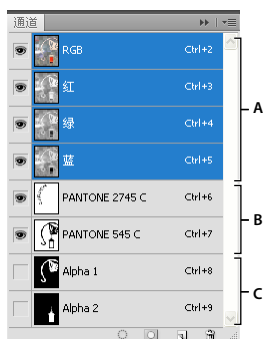 通道
RGB Ctrl+2
红 Ctrl+3
A
绿 Ctrl+4
蓝 Ctrl+5
PANTONE 2745 C Ctrl+6
B
PANTONE 545 C Ctrl+7
Alpha 1 Ctrl+8
C
Alpha 2 Ctrl+9